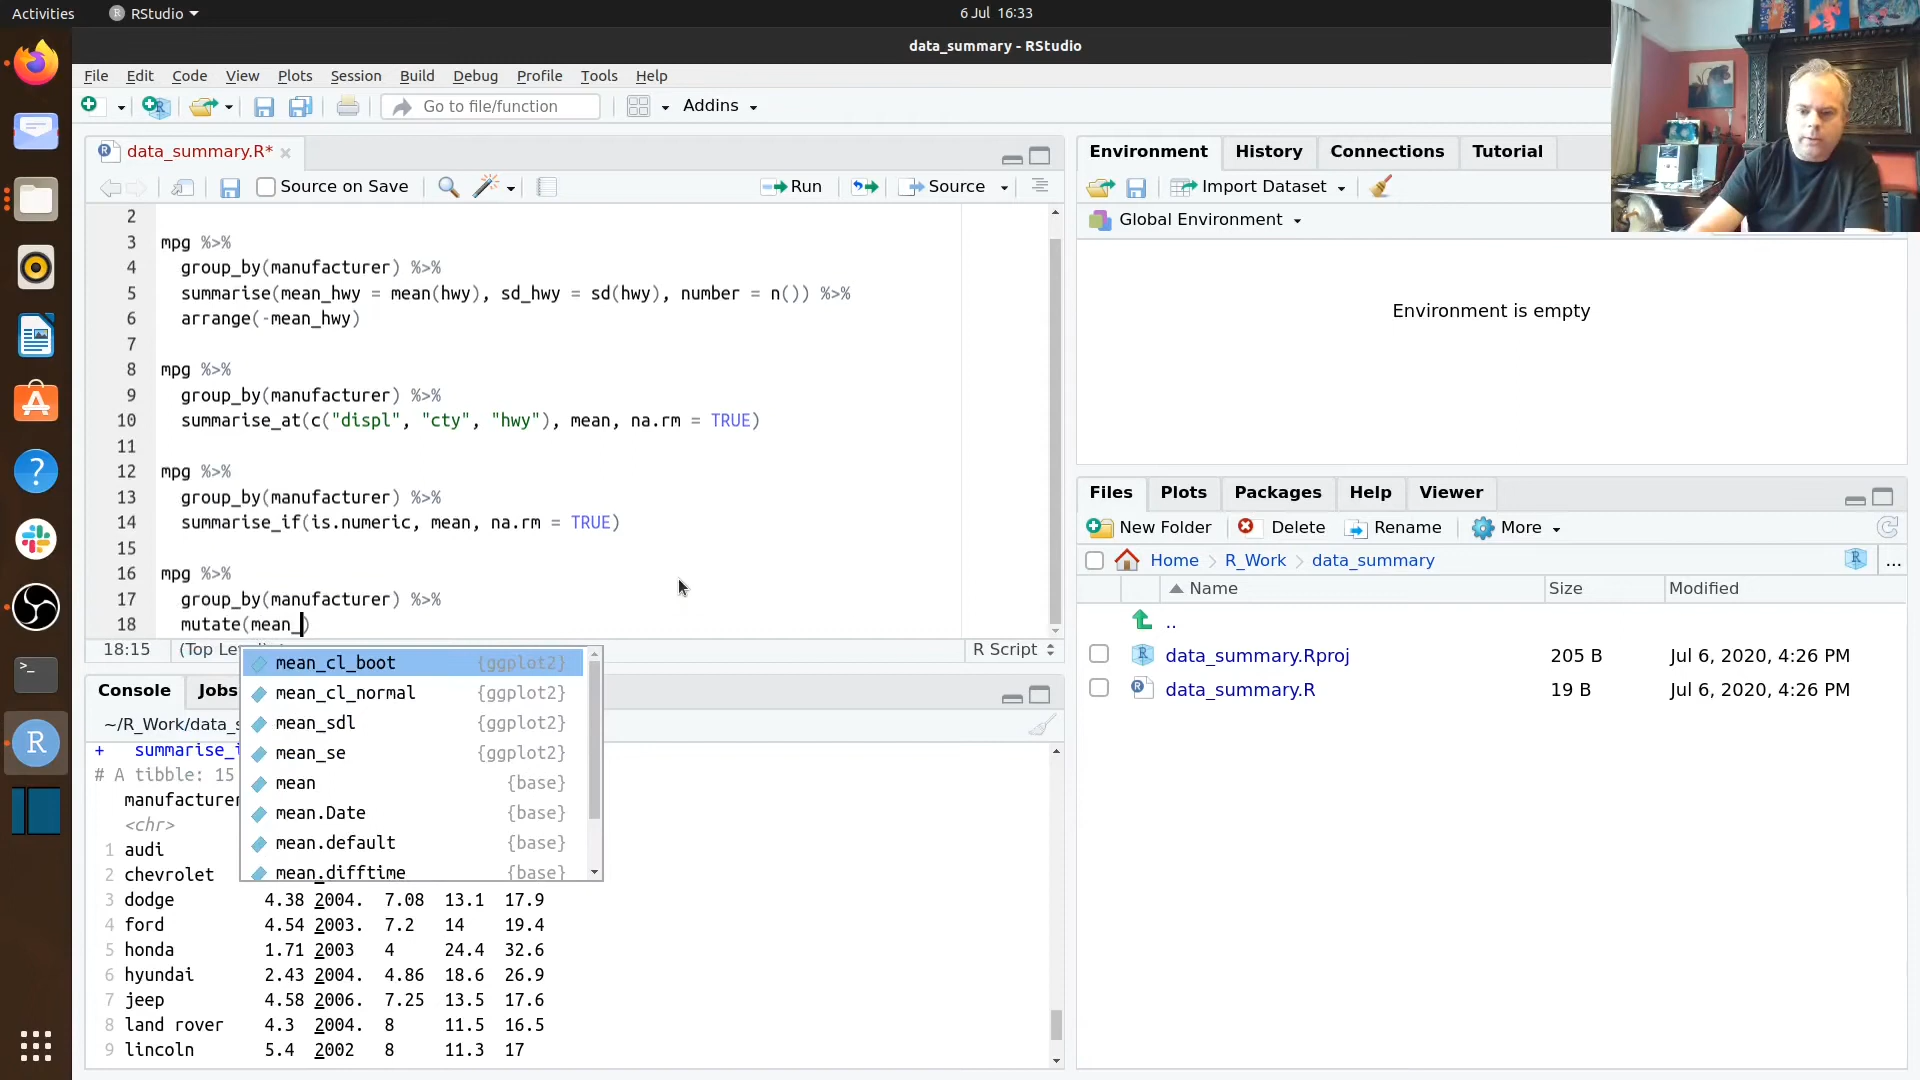 Activities
RStudio
6 Jul 16:33
data_summary - RStudio
File Edit Code View Plots Session Build Debug Profile Tools Help
Go to file/function
Addins
data_summary.R*
Source on Save
Run
Source
2
3 mpg %>%
4 group_by(manufacturer) %>%
5 summarise(mean_hwy = mean(hwy), sd_hwy = sd(hwy), number = n()) %>%
6 arrange(-mean_hwy)
7
8 mpg %>%
9 group_by(manufacturer) %>%
10 summarise_at(c("displ", "cty", "hwy"), mean, na.rm = TRUE)
11
12 mpg %>%
13 group_by(manufacturer) %>%
14 summarise_if(is.numeric, mean, na.rm = TRUE)
15
16 mpg %>%
17 group_by(manufacturer) %>%
18 mutate(mean_)
18:15
(Top Le
R Script
mean_cl_boot {ggplot2}
mean_cl_normal {ggplot2}
mean_sdl {ggplot2}
mean_se {ggplot2}
mean {base}
mean.Date {base}
mean.default {base}
mean.difftime {base}
Console
Jobs
~/R_Work/data_s
+ summarise_i
# A tibble: 15
manufacturer
<chr>
1 audi
2 chevrolet
3 dodge 4.38 2004. 7.08 13.1 17.9
4 ford 4.54 2003. 7.2 14 19.4
5 honda 1.71 2003 4 24.4 32.6
6 hyundai 2.43 2004. 4.86 18.6 26.9
7 jeep 4.58 2006. 7.25 13.5 17.6
8 land rover 4.3 2004. 8 11.5 16.5
9 lincoln 5.4 2002 8 11.3 17
Environment History Connections Tutorial
Import Dataset
Global Environment
Environment is empty
Files Plots Packages Help Viewer
New Folder Delete Rename More
Home R_Work data_summary
...
Name Size Modified
..
data_summary.Rproj 205 B Jul 6, 2020, 4:26 PM
data_summary.R 19 B Jul 6, 2020, 4:26 PM